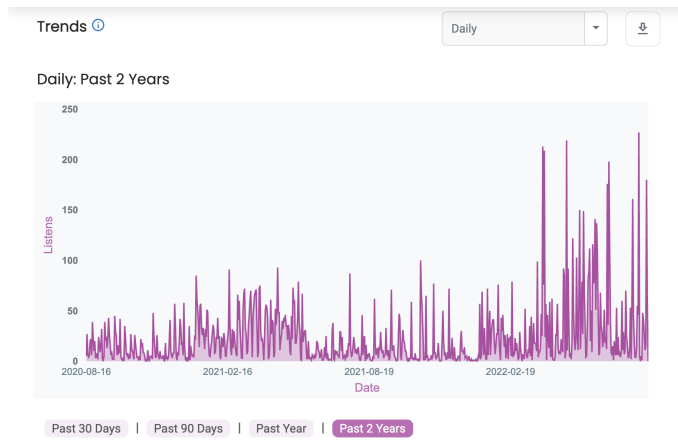 Trends
Daily
Daily: Past 2 Years
250
200
150
100
50
0
Listens
2020-08-16 2021-02-16 2021-08-19 2022-02-19
Date
Past 30 Days | Past 90 Days | Past Year | Past 2 Years